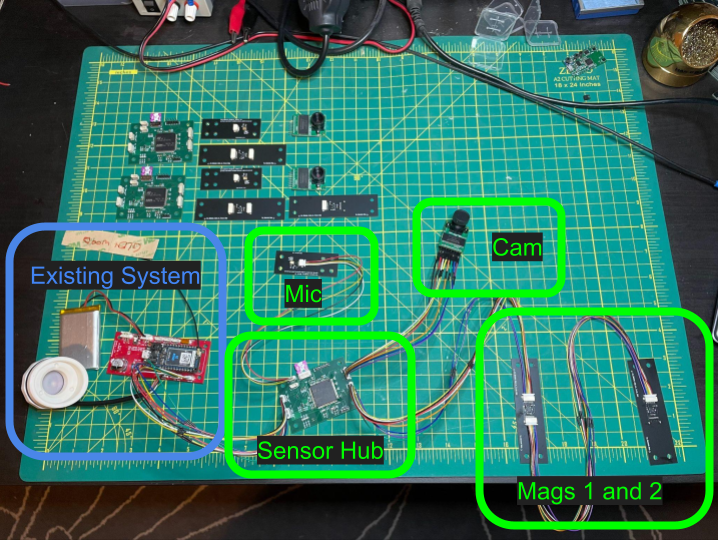 A2 CUTTING MAT
18 x 24 inches
Existing System
Mic
Cam
Sensor Hub
Mags 1 and 2